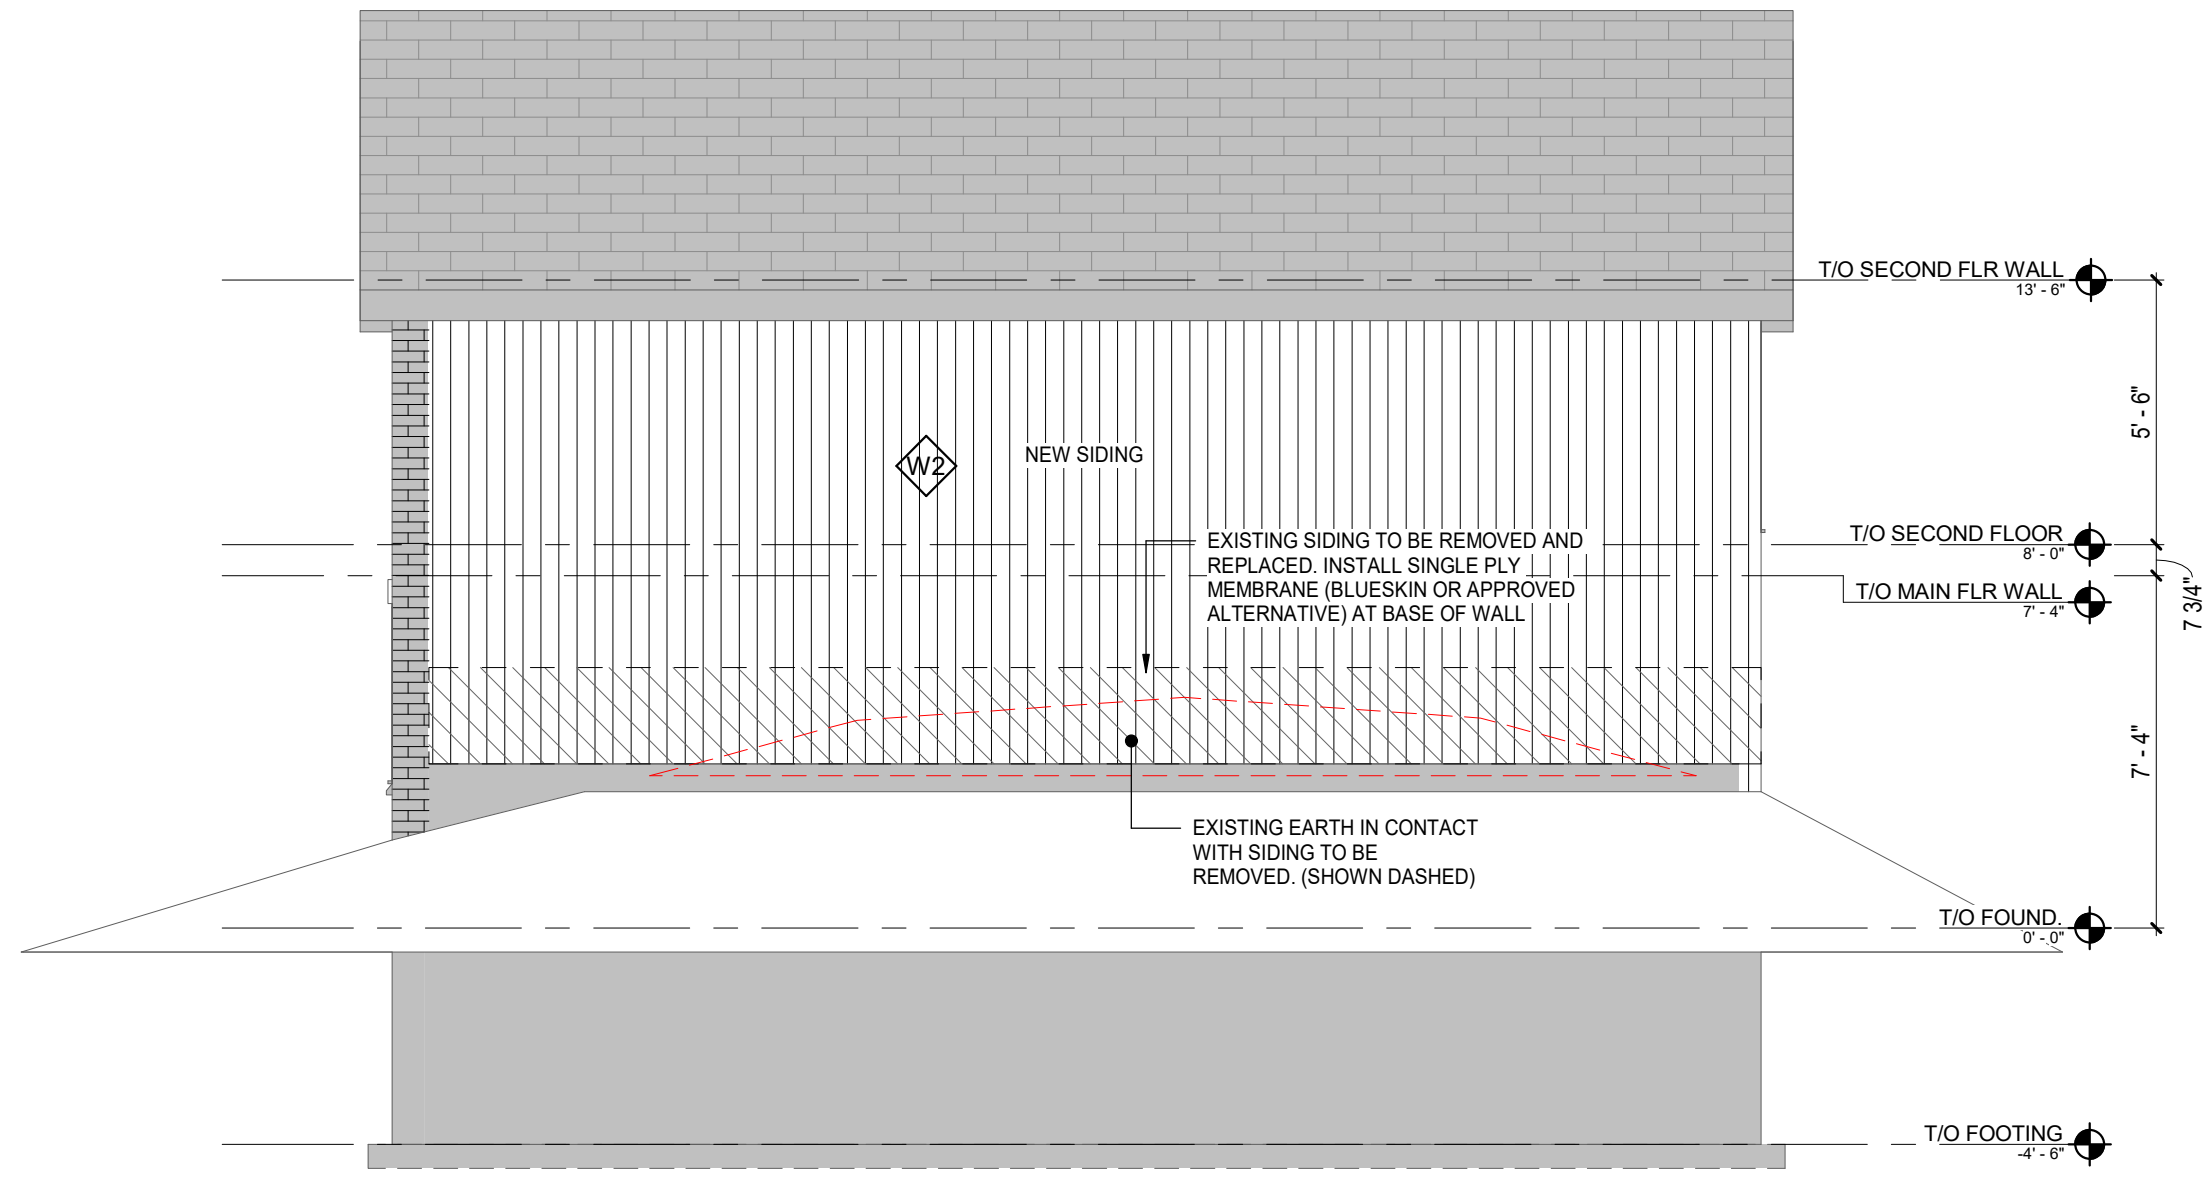 T/O SECOND FLR WALL
13' - 6"
5' - 6"
W2
NEW SIDING
T/O SECOND FLOOR
8' - 0"
EXISTING SIDING TO BE REMOVED AND
REPLACED. INSTALL SINGLE PLY
MEMBRANE (BLUESKIN OR APPROVED
ALTERNATIVE) AT BASE OF WALL
T/O MAIN FLR WALL
7' - 4"
7 3/4"
7' - 4"
EXISTING EARTH IN CONTACT
WITH SIDING TO BE
REMOVED. (SHOWN DASHED)
T/O FOUND.
0' - 0"
T/O FOOTING
-4' - 6"